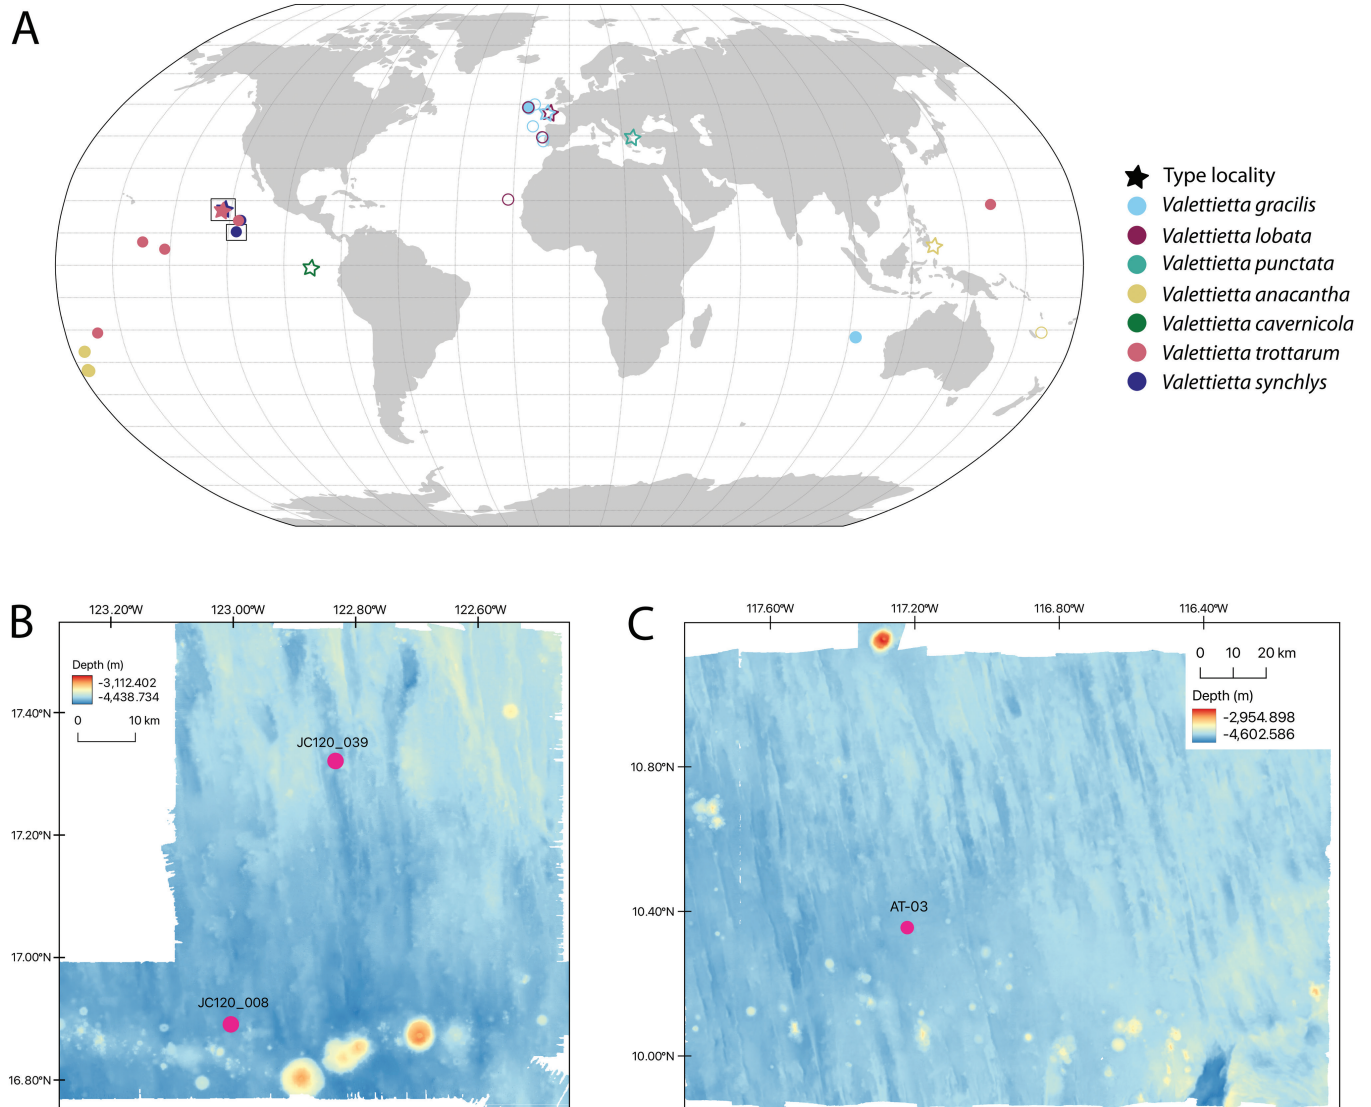 A
Type locality
Valettietta gracilis
Valettietta lobata
Valettietta punctata
Valettietta anacantha
Valettietta cavernicola
Valettietta trottarum
Valettietta synchlys
B
123.20°W 123.00°W 122.80°W 122.60°W
Depth (m)
-3,112.402
-4,438.734
0 10 km
17.40°N
JC120_039
17.20°N
17.00°N
JC120_008
16.80°N
C
117.60°W 117.20°W 116.80°W 116.40°W
0 10 20 km
Depth (m)
-2,954.898
-4,602.586
10.80°N
AT-03
10.40°N
10.00°N